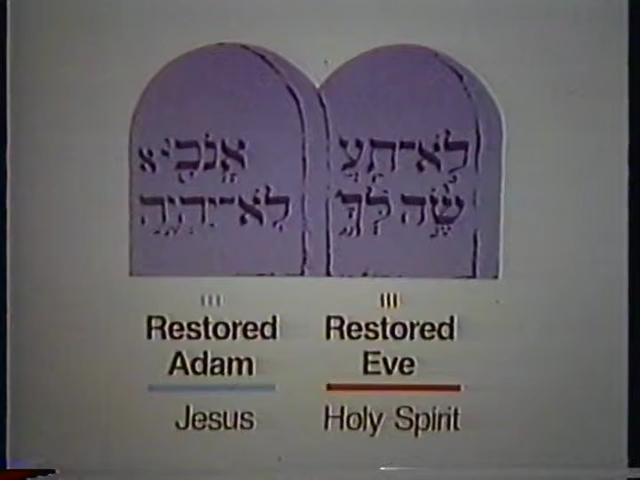 אָנֹכִי א
לֹא־יִהְיֶה
לֹא־תַעֲ
שֶׂה לְךָ
Restored
Adam
Jesus
Restored
Eve
Holy Spirit